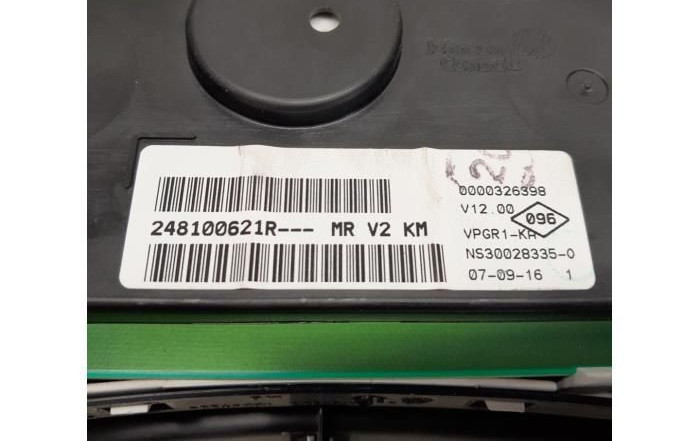 0000326398
V12.00
096
248100621R--- MR V2 KM
VPGR1-KA
NS30028335-0
07-09-16 1